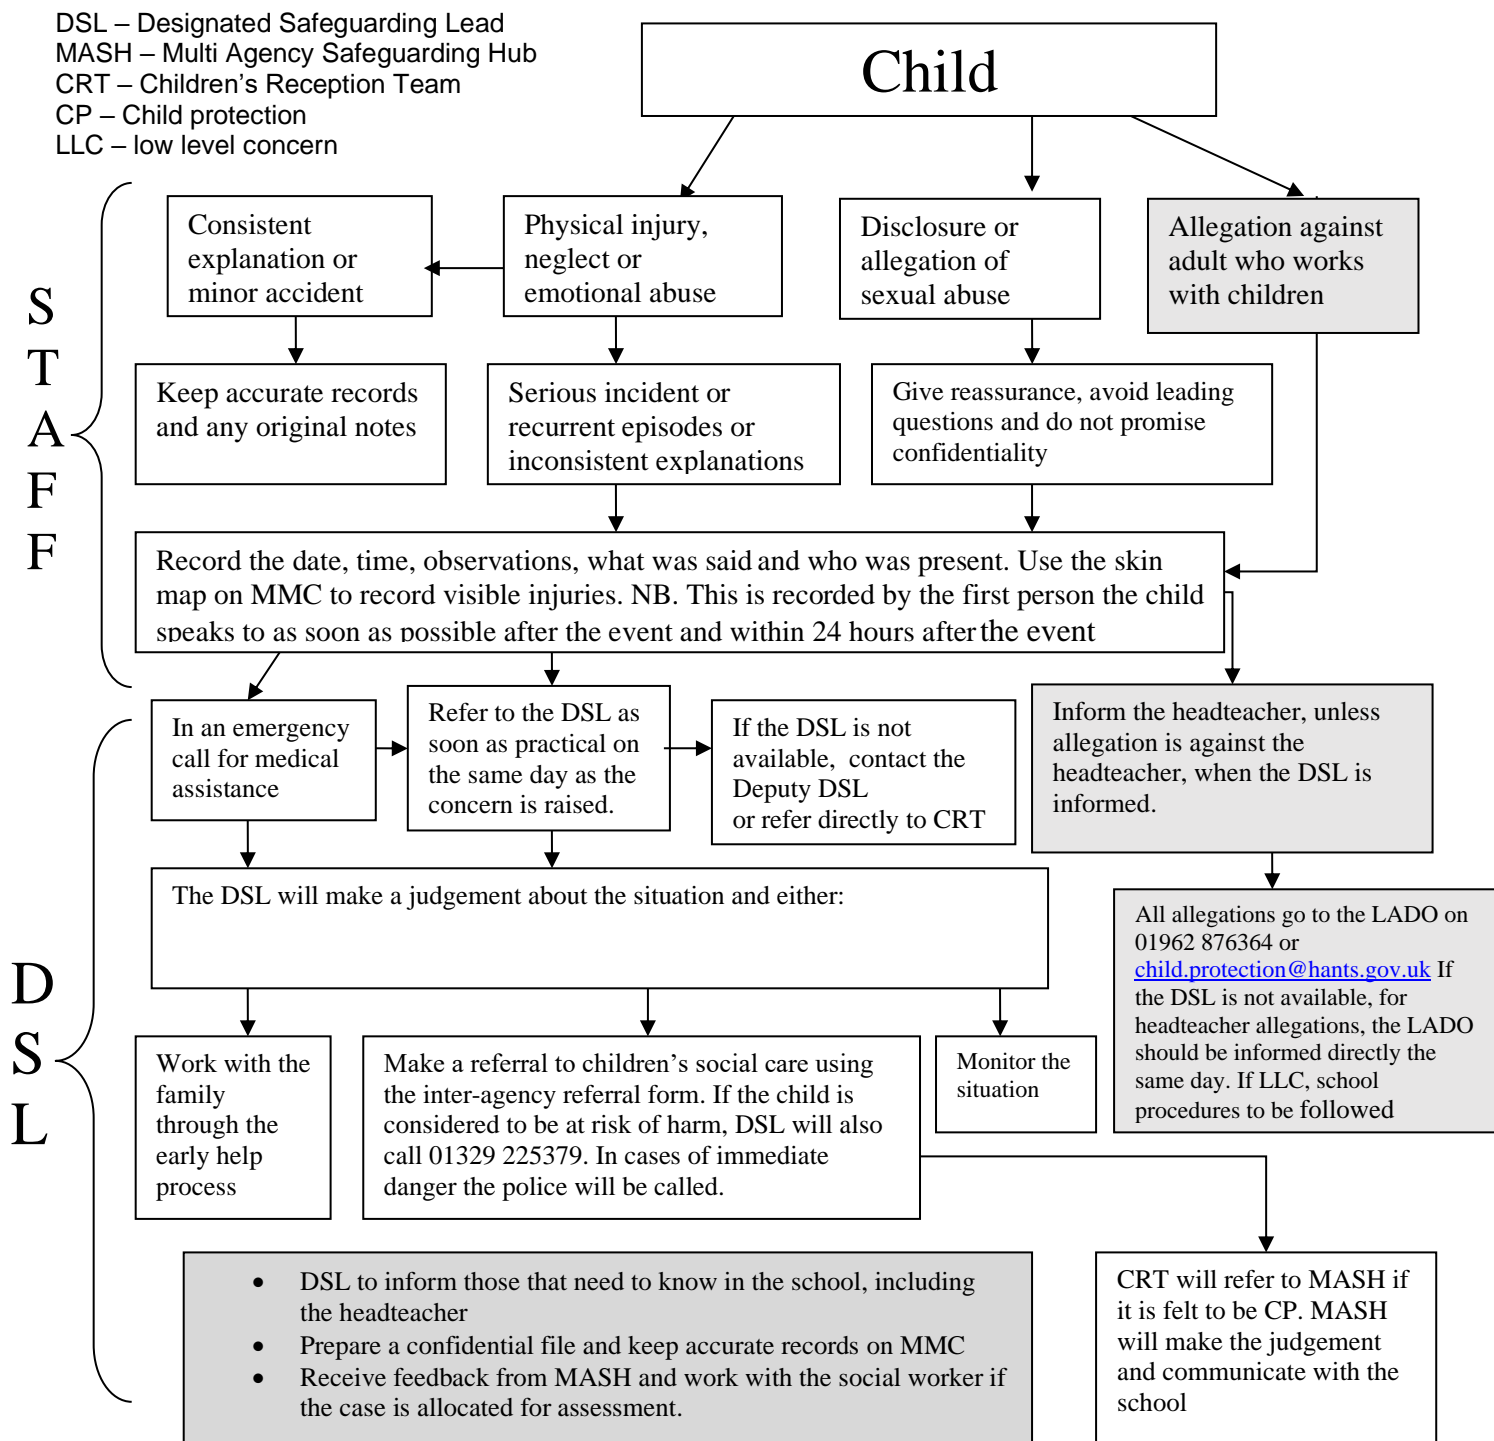 DSL – Designated Safeguarding Lead
MASH – Multi Agency Safeguarding Hub
CRT – Children's Reception Team
CP – Child protection
LLC – low level concern
Child
S
T
A
F
F
Consistent
explanation or
minor accident
Physical injury,
neglect or
emotional abuse
Disclosure or
allegation of
sexual abuse
Allegation against
adult who works
with children
Keep accurate records
and any original notes
Serious incident or
recurrent episodes or
inconsistent explanations
Give reassurance, avoid leading
questions and do not promise
confidentiality
Record the date, time, observations, what was said and who was present. Use the skin
map on MMC to record visible injuries. NB. This is recorded by the first person the child
speaks to as soon as possible after the event and within 24 hours after the event
D
S
L
In an emergency
call for medical
assistance
Refer to the DSL as
soon as practical on
the same day as the
concern is raised.
If the DSL is not
available, contact the
Deputy DSL
or refer directly to CRT
Inform the headteacher, unless
allegation is against the
headteacher, when the DSL is
informed.
The DSL will make a judgement about the situation and either:
All allegations go to the LADO on
01962 876364 or
child.protection@hants.gov.uk If
the DSL is not available, for
headteacher allegations, the LADO
should be informed directly the
same day. If LLC, school
procedures to be followed
Work with the
family
through the
early help
process
Make a referral to children's social care using
the inter-agency referral form. If the child is
considered to be at risk of harm, DSL will also
call 01329 225379. In cases of immediate
danger the police will be called.
Monitor the
situation
• DSL to inform those that need to know in the school, including
the headteacher
• Prepare a confidential file and keep accurate records on MMC
• Receive feedback from MASH and work with the social worker if
the case is allocated for assessment.
CRT will refer to MASH if
it is felt to be CP. MASH
will make the judgement
and communicate with the
school